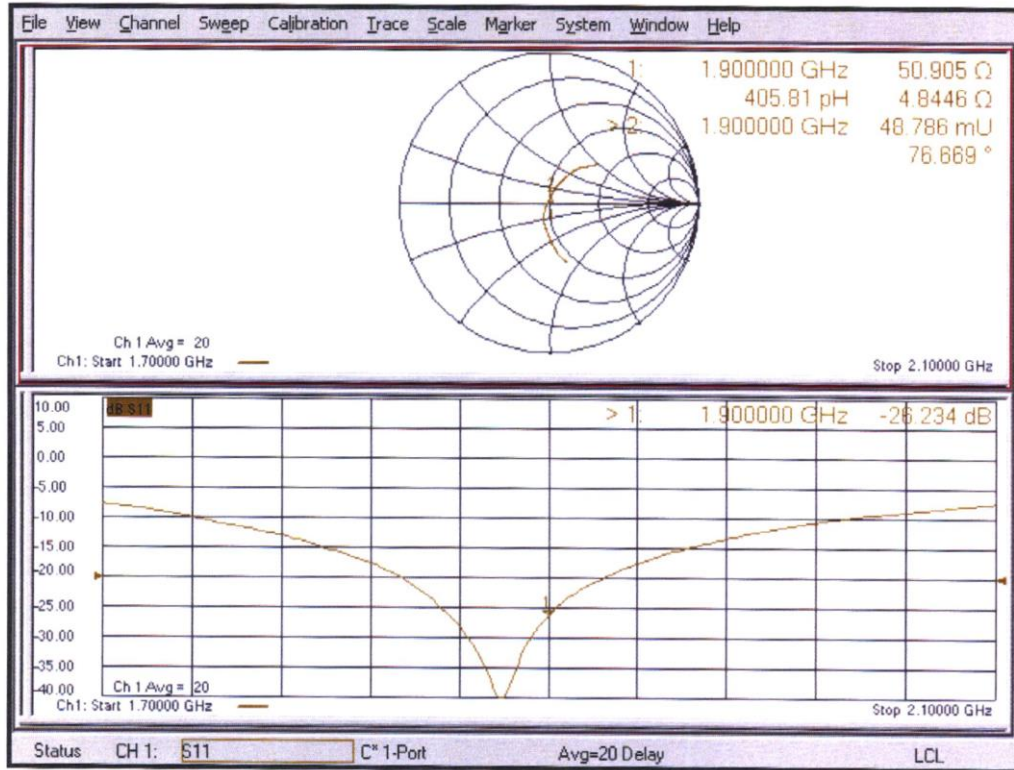 File View Channel Sweep Calibration Trace Scale Marker System Window Help
1: 1.900000 GHz 50.905 Ω
405.81 pH 4.8446 Ω
> 2: 1.900000 GHz 48.786 mU
76.669 °
Ch 1 Avg = 20
Ch1: Start 1.70000 GHz
Stop 2.10000 GHz
10.00
dB S11
> 1: 1.900000 GHz -26.234 dB
5.00
0.00
-5.00
-10.00
-15.00
-20.00
-25.00
1
-30.00
-35.00
-40.00
Ch 1 Avg = 20
Ch1: Start 1.70000 GHz
Stop 2.10000 GHz
Status CH 1: S11 C* 1-Port Avg=20 Delay LCL